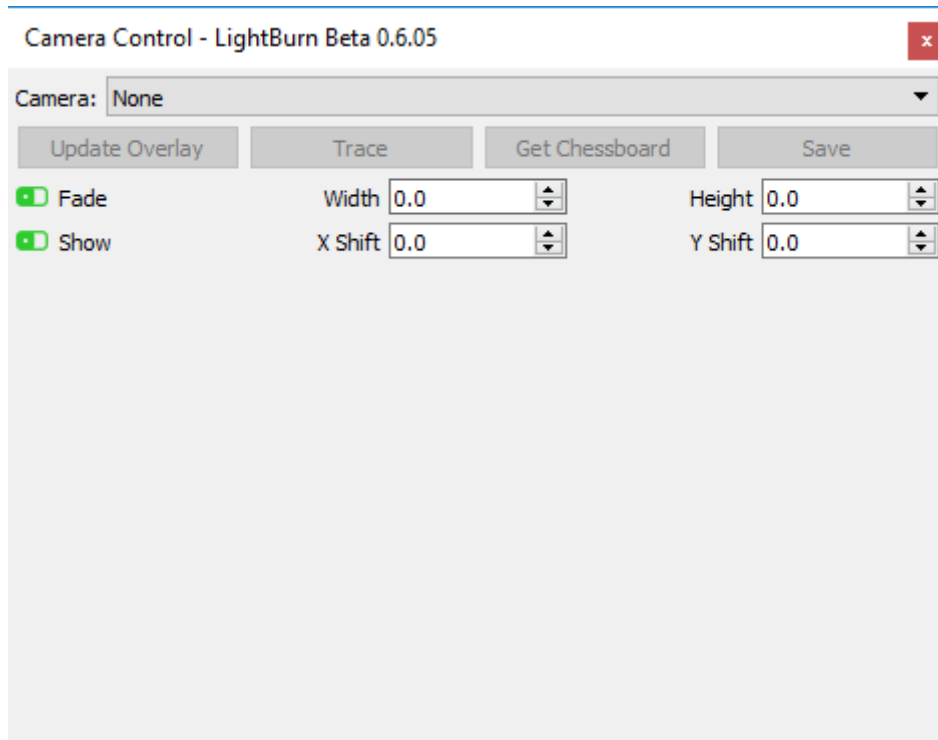 Camera Control - LightBurn Beta 0.6.05
x
Camera: None
Update Overlay Trace Get Chessboard Save
Fade Width 0.0 Height 0.0
Show X Shift 0.0 Y Shift 0.0